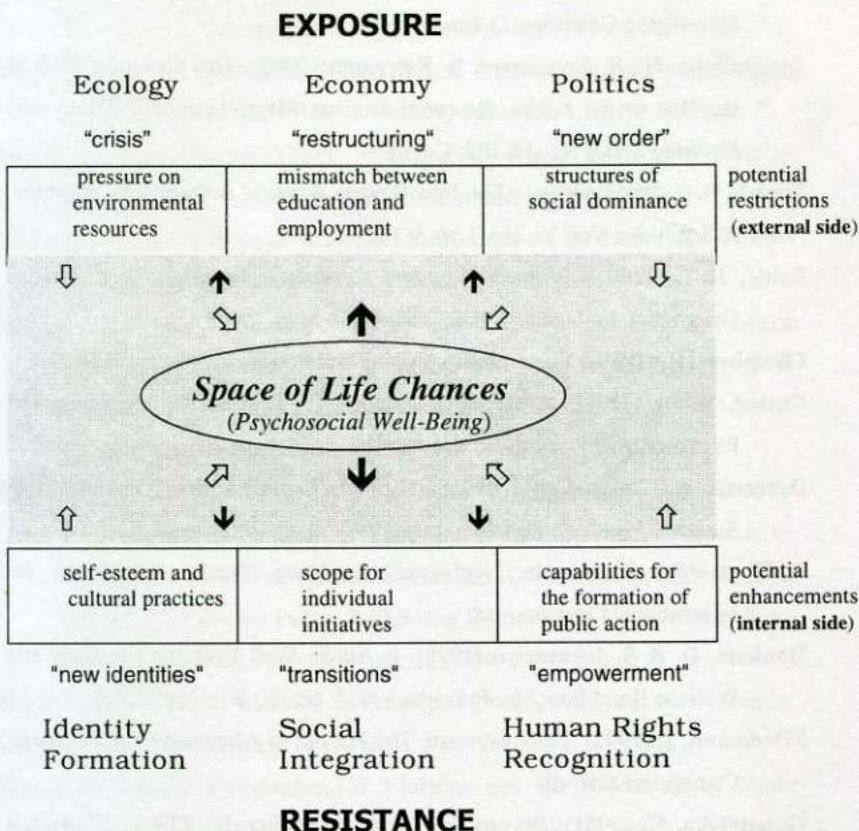 EXPOSURE
Ecology Economy Politics
"crisis" "restructuring" "new order"
pressure on mismatch between structures of potential
environmental education and social dominance restrictions
resources employment (external side)
Space of Life Chances
(Psychosocial Well-Being)
self-esteem and scope for capabilities for potential
cultural practices individual the formation of enhancements
initiatives public action (internal side)
"new identities" "transitions" "empowerment"
Identity Social Human Rights
Formation Integration Recognition
RESISTANCE